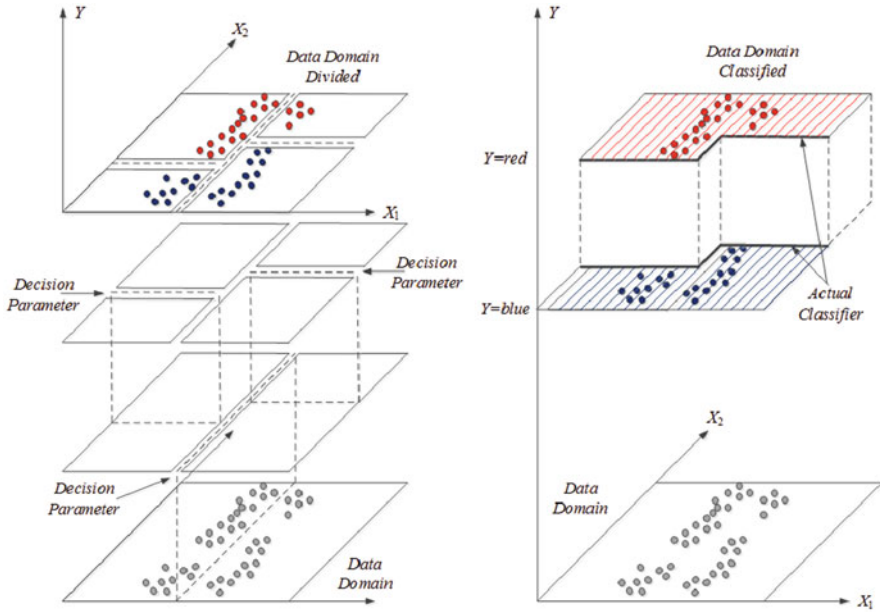 Y
X2
Data Domain
Divided
X1
Decision
Parameter
Decision
Parameter
Decision
Parameter
Data
Domain
Y
Data Domain
Classified
Y=red
Y=blue
Actual
Classifier
X2
Data
Domain
X1